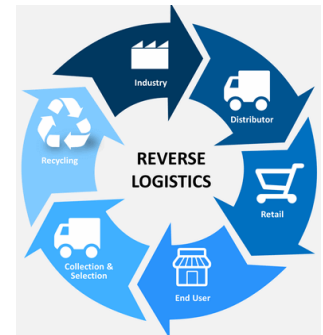 Industry
Distributor
REVERSE
LOGISTICS
Recycling
Retail
Collection &
Selection
End User